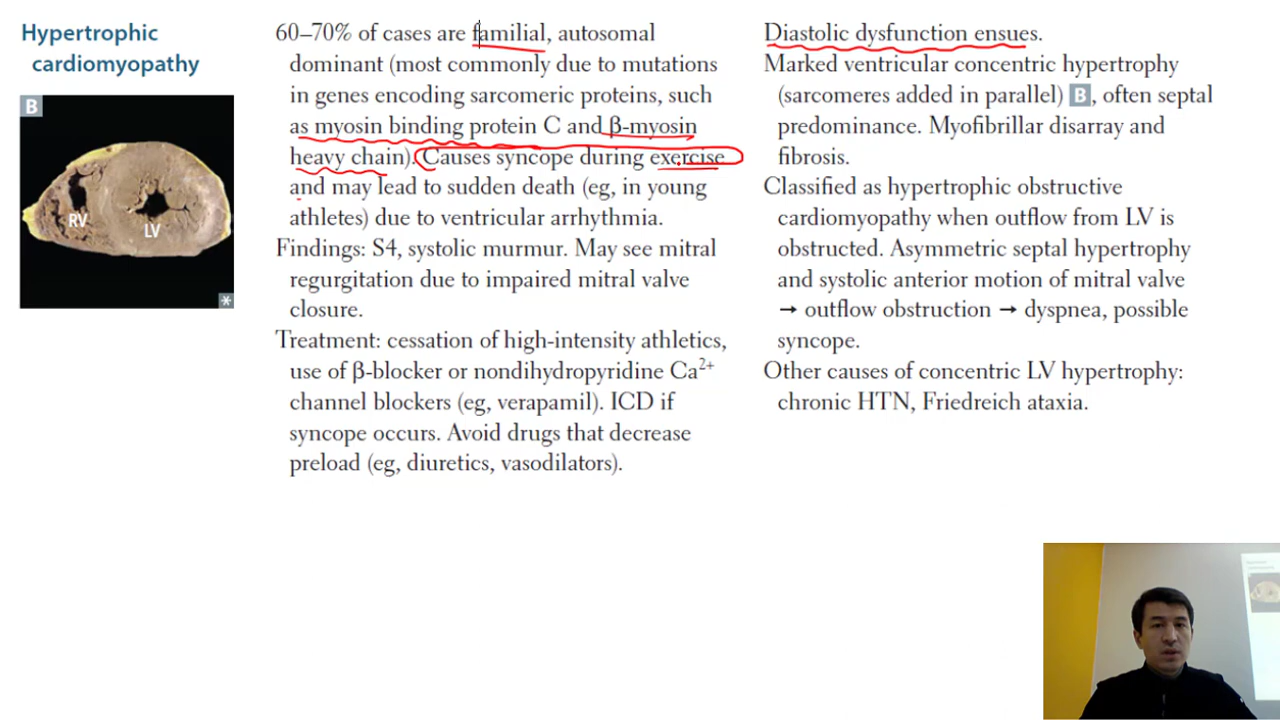 Hypertrophic
cardiomyopathy
B
RV
LV
*
60–70% of cases are familial, autosomal
dominant (most commonly due to mutations
in genes encoding sarcomeric proteins, such
as myosin binding protein C and β-myosin
heavy chain). Causes syncope during exercise
and may lead to sudden death (eg, in young
athletes) due to ventricular arrhythmia.
Findings: S4, systolic murmur. May see mitral
regurgitation due to impaired mitral valve
closure.
Treatment: cessation of high-intensity athletics,
use of β-blocker or nondihydropyridine Ca²⁺
channel blockers (eg, verapamil). ICD if
syncope occurs. Avoid drugs that decrease
preload (eg, diuretics, vasodilators).
Diastolic dysfunction ensues.
Marked ventricular concentric hypertrophy
(sarcomeres added in parallel) B, often septal
predominance. Myofibrillar disarray and
fibrosis.
Classified as hypertrophic obstructive
cardiomyopathy when outflow from LV is
obstructed. Asymmetric septal hypertrophy
and systolic anterior motion of mitral valve
→ outflow obstruction → dyspnea, possible
syncope.
Other causes of concentric LV hypertrophy:
chronic HTN, Friedreich ataxia.